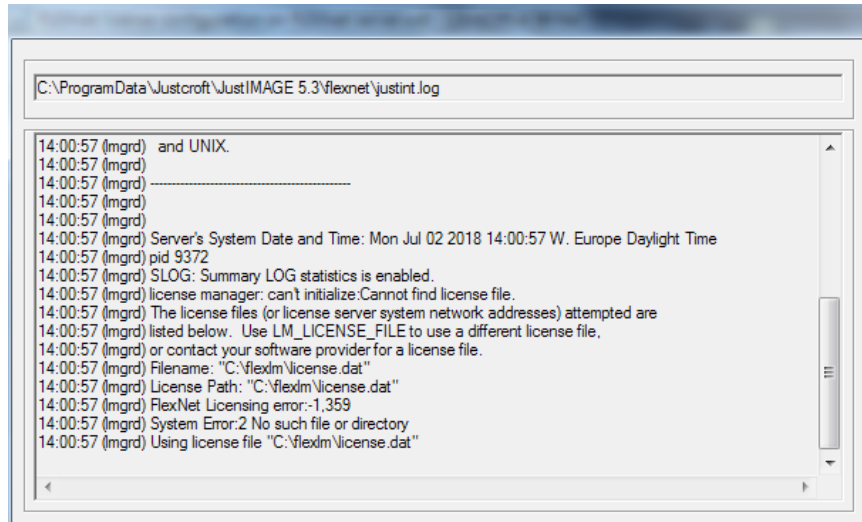 C:\ProgramData\Justcroft\JustIMAGE 5.3\flexnet\justint.log
14:00:57 (lmgrd)   and UNIX.
14:00:57 (lmgrd)
14:00:57 (lmgrd) -----------------------------------------------
14:00:57 (lmgrd)
14:00:57 (lmgrd)
14:00:57 (lmgrd) Server's System Date and Time: Mon Jul 02 2018 14:00:57 W. Europe Daylight Time
14:00:57 (lmgrd) pid 9372
14:00:57 (lmgrd) SLOG: Summary LOG statistics is enabled.
14:00:57 (lmgrd) license manager: can't initialize:Cannot find license file.
14:00:57 (lmgrd) The license files (or license server system network addresses) attempted are
14:00:57 (lmgrd) listed below.  Use LM_LICENSE_FILE to use a different license file,
14:00:57 (lmgrd) or contact your software provider for a license file.
14:00:57 (lmgrd) Filename: "C:\flexlm\license.dat"
14:00:57 (lmgrd) License Path: "C:\flexlm\license.dat"
14:00:57 (lmgrd) FlexNet Licensing error:-1,359
14:00:57 (lmgrd) System Error:2 No such file or directory
14:00:57 (lmgrd) Using license file "C:\flexlm\license.dat"